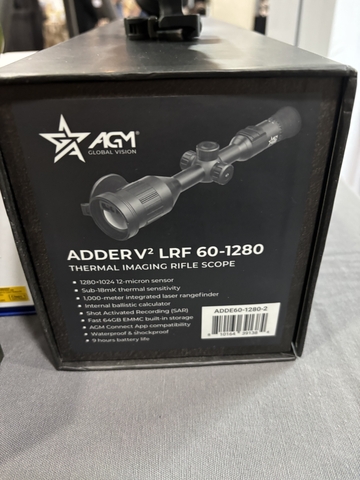 AGM
GLOBAL VISION
ADDER V² LRF 60-1280
THERMAL IMAGING RIFLE SCOPE
• 1280×1024 12-micron sensor
• Sub-18mK thermal sensitivity
• 1,000-meter integrated laser rangefinder
• Internal ballistic calculator
• Shot Activated Recording (SAR)
• Fast 64GB EMMC built-in storage
• AGM Connect App compatibility
• Waterproof & shockproof
• 9 hours battery life
ADDE60-1280-2